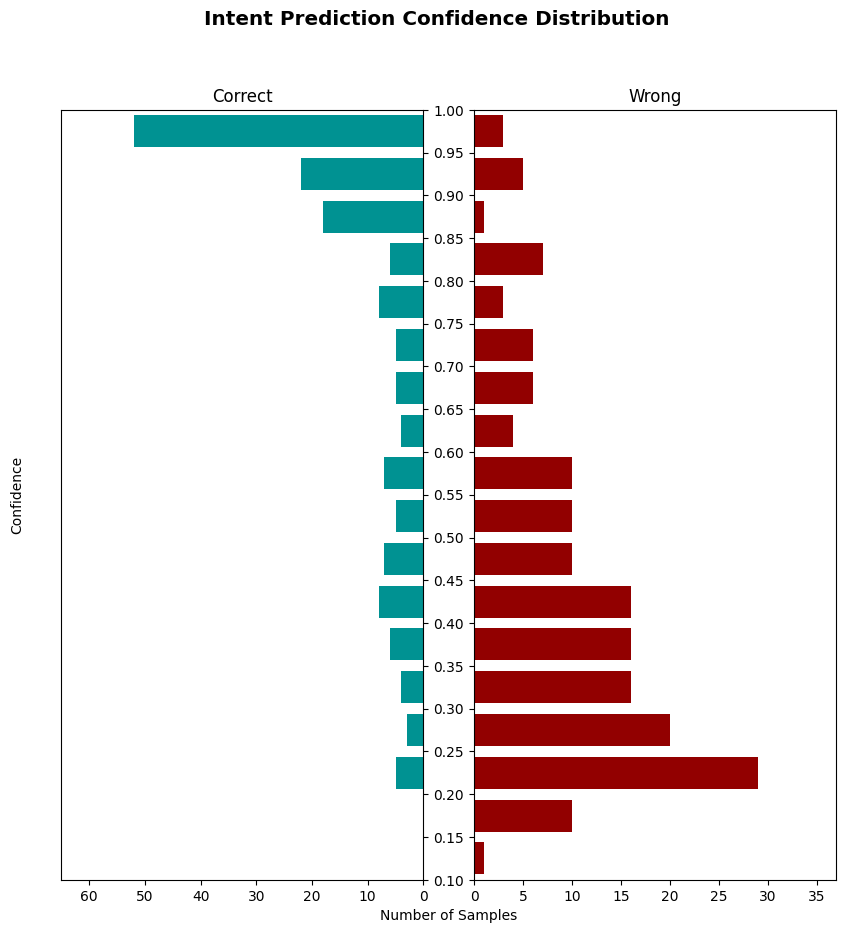 Intent Prediction Confidence Distribution
Correct
Wrong
1.00
0.95
0.90
0.85
0.80
0.75
0.70
0.65
0.60
0.55
0.50
0.45
0.40
0.35
0.30
0.25
0.20
0.15
0.10
Confidence
60 50 40 30 20 10 0
0 5 10 15 20 25 30 35
Number of Samples